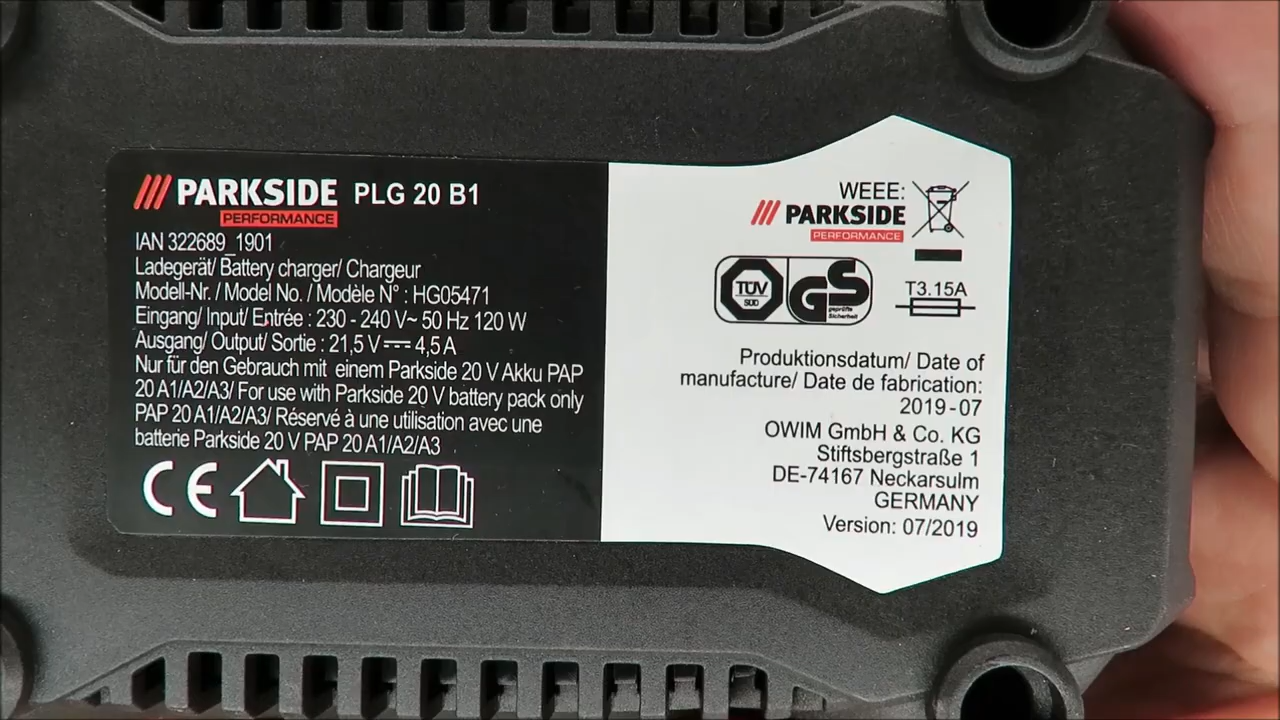 PARKSIDE PLG 20 B1
PERFORMANCE
IAN 322689_1901
Ladegerät/ Battery charger/ Chargeur
Modell-Nr. / Model No. / Modèle N° : HG05471
Eingang/ Input/ Entrée : 230 - 240 V~ 50 Hz 120 W
Ausgang/ Output/ Sortie : 21,5 V⎓ 4,5 A
Nur für den Gebrauch mit einem Parkside 20 V Akku PAP
20 A1/A2/A3/ For use with Parkside 20 V battery pack only
PAP 20 A1/A2/A3/ Réservé à une utilisation avec une
batterie Parkside 20 V PAP 20 A1/A2/A3
CE
WEEE:
PARKSIDE
PERFORMANCE
TÜV
SÜD
GS
geprüfte
Sicherheit
T3.15A
Produktionsdatum/ Date of
manufacture/ Date de fabrication:
2019-07
OWIM GmbH & Co. KG
Stiftsbergstraße 1
DE-74167 Neckarsulm
GERMANY
Version: 07/2019